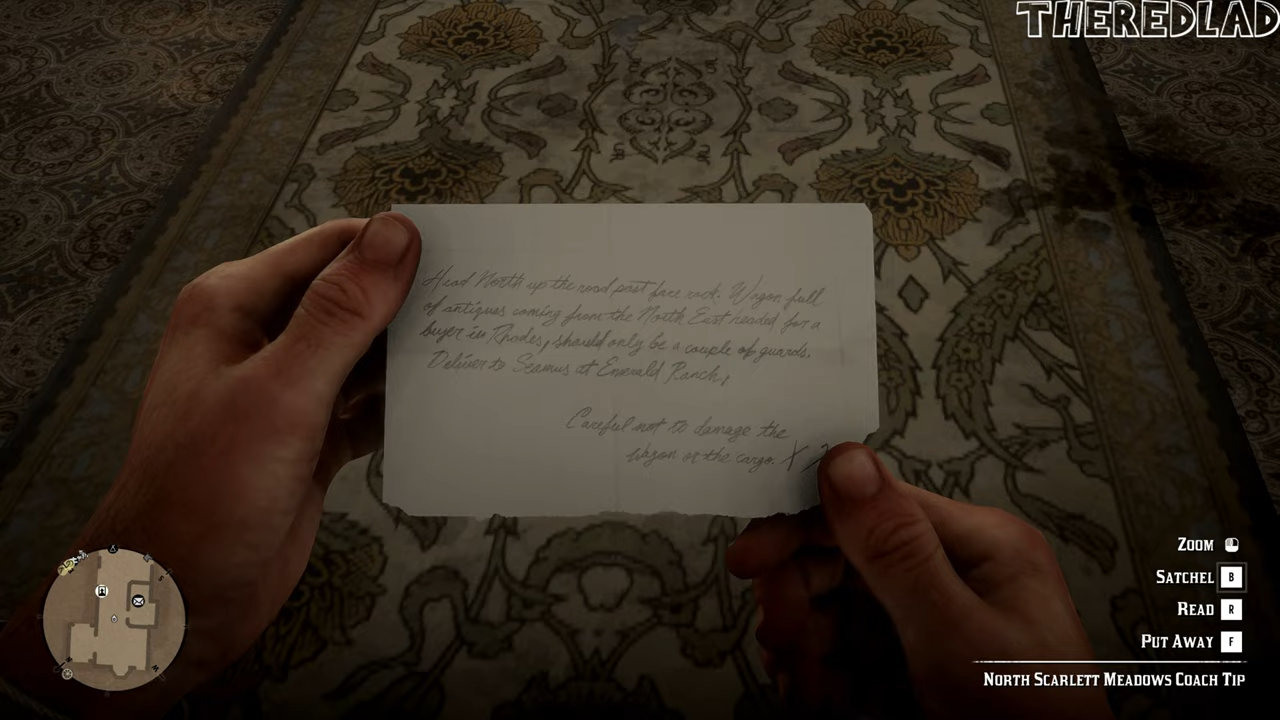 THEREDLAD
Head North up the road past face rock. Wagon full
of antiques coming from the North East headed for a
buyer in Rhodes, should only be a couple of guards.
Deliver to Seamus at Emerald Ranch,
Careful not to damage the
wagon or the cargo.
ZOOM
SATCHEL B
READ R
PUT AWAY F
NORTH SCARLETT MEADOWS COACH TIP